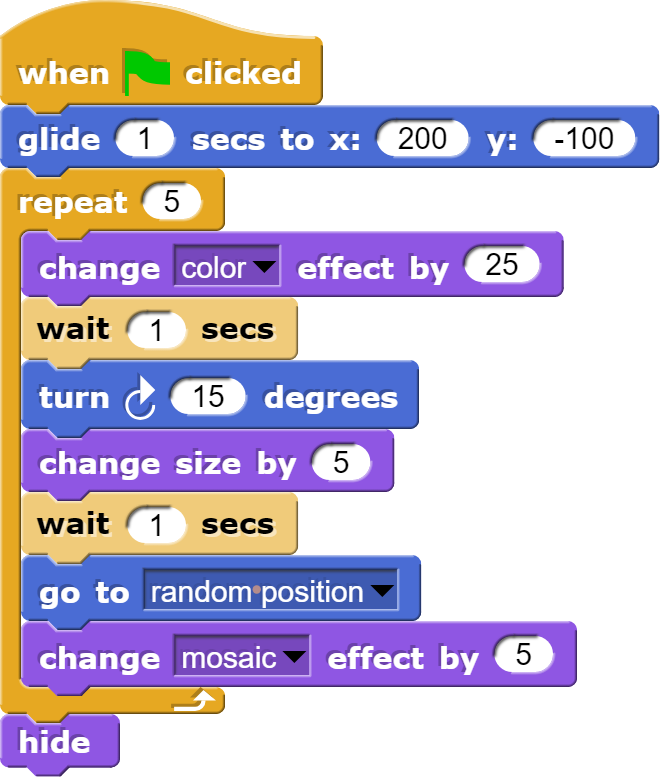 when clicked
glide 1 secs to x: 200 y: -100
repeat 5
change color effect by 25
wait 1 secs
turn 15 degrees
change size by 5
wait 1 secs
go to random position
change mosaic effect by 5
hide